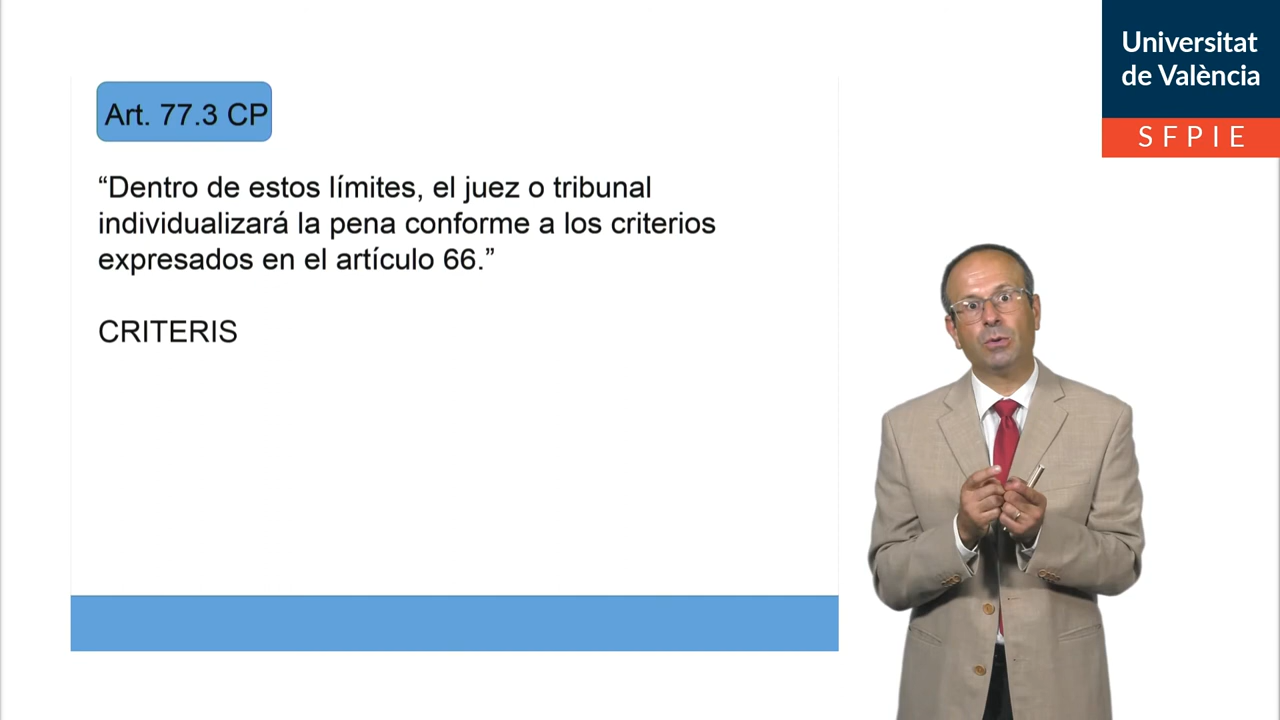 Universitat
de València
SFPIE
Art. 77.3 CP
“Dentro de estos límites, el juez o tribunal
individualizará la pena conforme a los criterios
expresados en el artículo 66.”
CRITERIS